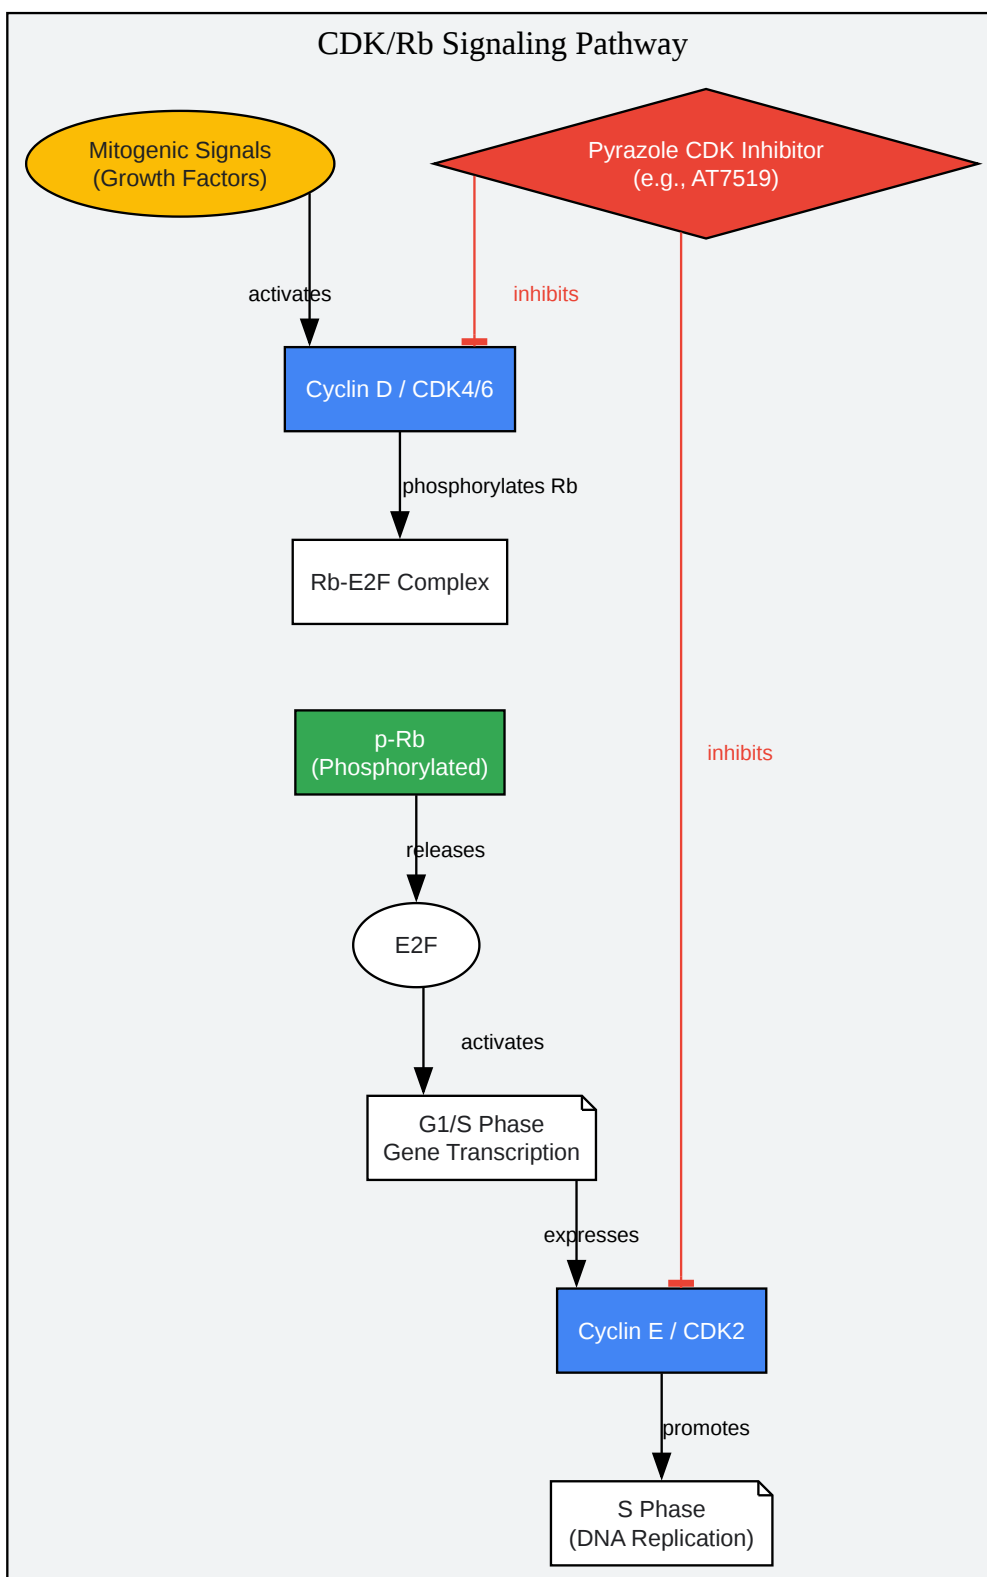 CDK/Rb Signaling Pathway
Mitogenic Signals
(Growth Factors)
Pyrazole CDK Inhibitor
(e.g., AT7519)
activates
inhibits
Cyclin D / CDK4/6
phosphorylates Rb
Rb-E2F Complex
p-Rb
(Phosphorylated)
inhibits
releases
E2F
activates
G1/S Phase
Gene Transcription
expresses
Cyclin E / CDK2
promotes
S Phase
(DNA Replication)